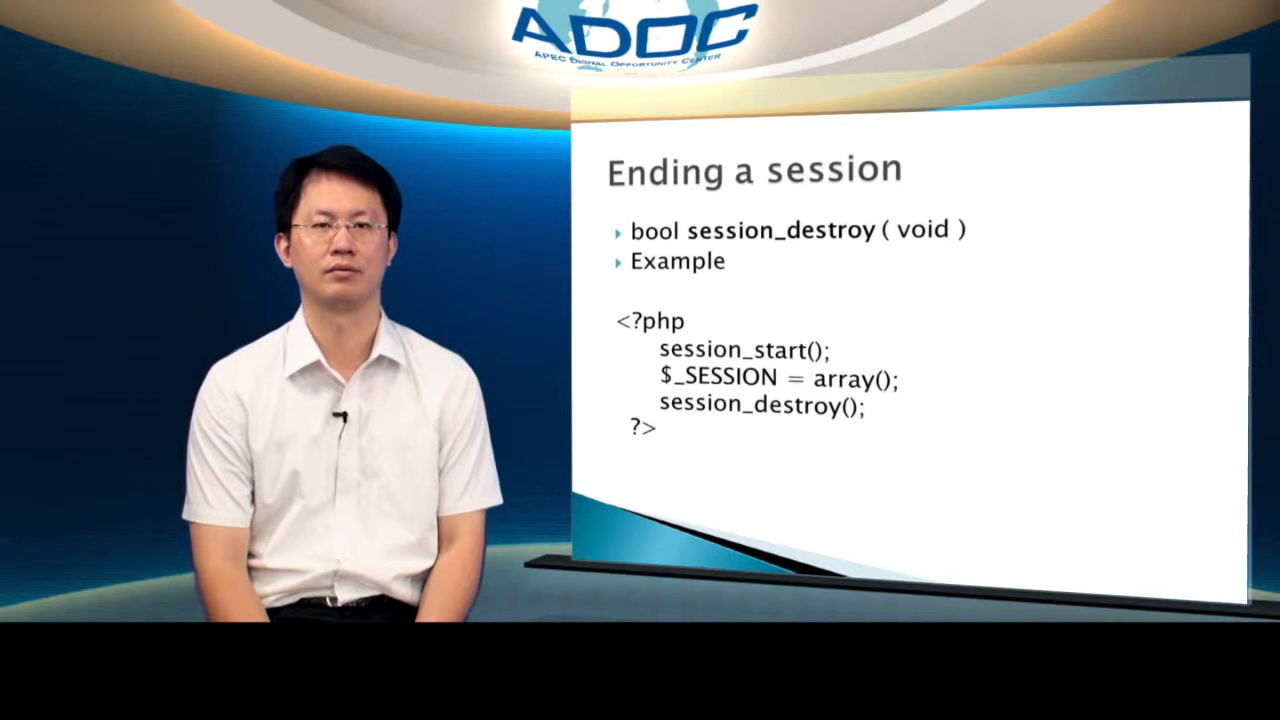 ADOC
APEC DIGITAL OPPORTUNITY CENTER
Ending a session
bool session_destroy ( void )
Example
<?php
session_start();
$_SESSION = array();
session_destroy();
?>